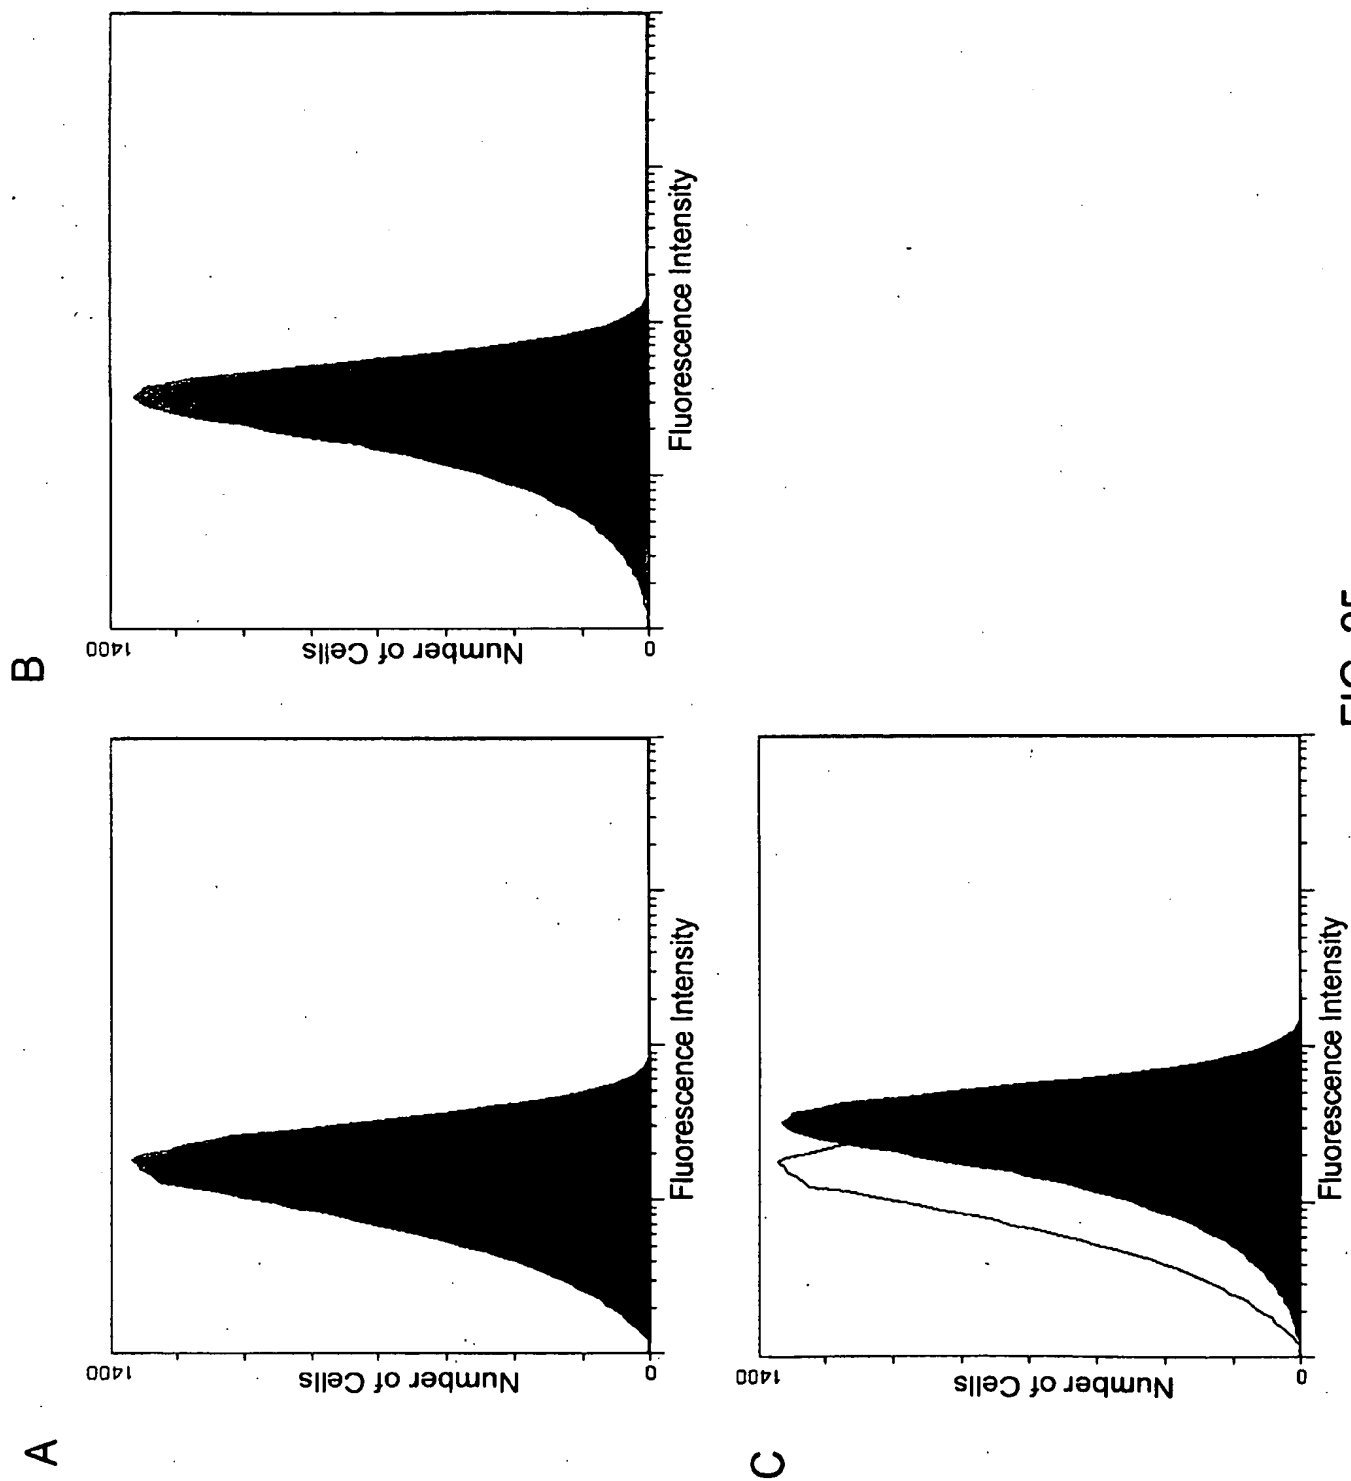 A
1400
Number of Cells
0
Fluorescence Intensity
B
1400
Number of Cells
0
Fluorescence Intensity
C
1400
Number of Cells
0
Fluorescence Intensity